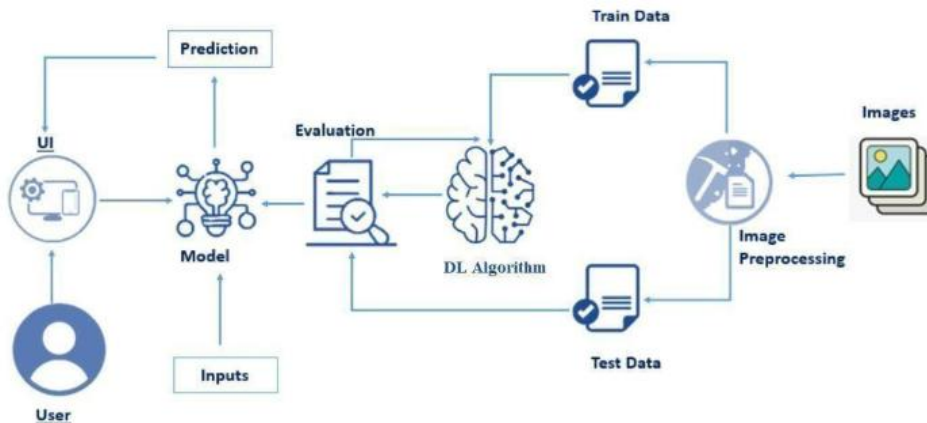 Train Data
Prediction
Images
Evaluation
UI
Model
DL Algorithm
Image
Preprocessing
Test Data
Inputs
User